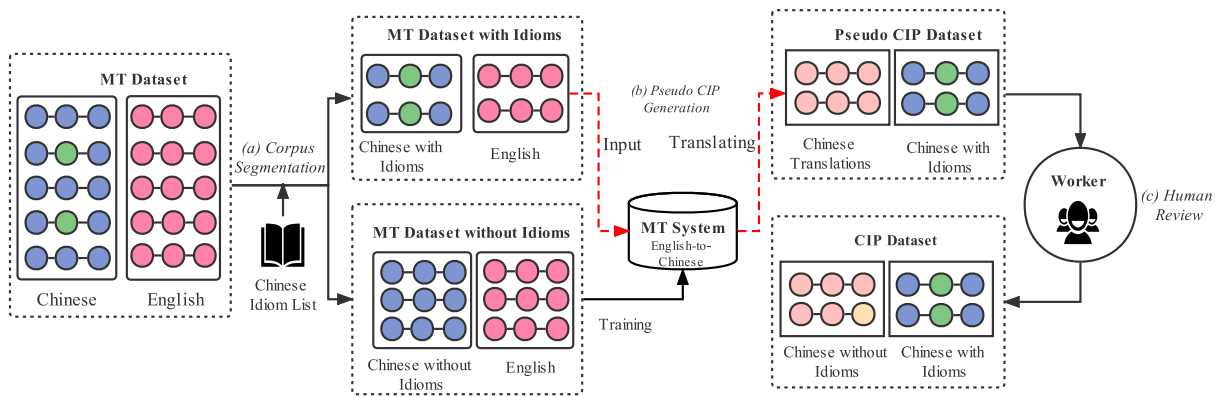 MT Dataset
Chinese
English
(a) Corpus
Segmentation
Chinese
Idiom List
MT Dataset with Idioms
Chinese with
Idioms
English
MT Dataset without Idioms
Chinese without
Idioms
English
(b) Pseudo CIP
Generation
Input
Translating
MT System
English-to-
Chinese
Training
Pseudo CIP Dataset
Chinese
Translations
Chinese with
Idioms
Worker
(c) Human
Review
CIP Dataset
Chinese without
Idioms
Chinese with
Idioms